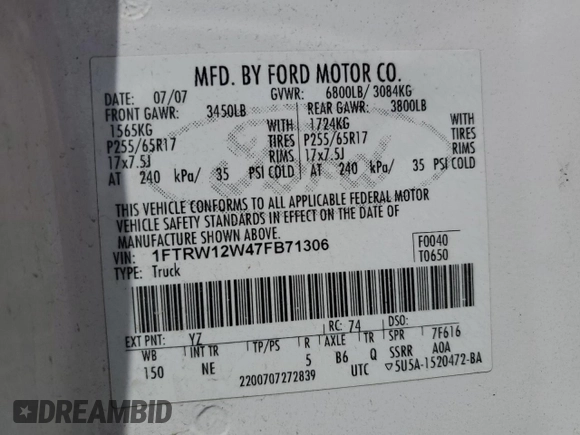 MFD. BY FORD MOTOR CO.
DATE: 07/07 GVWR: 6800LB/ 3084KG
FRONT GAWR: 3450LB REAR GAWR: 3800LB
1565KG 1724KG
P255/65R17 TIRES P255/65R17 TIRES
17x7.5J RIMS 17x7.5J RIMS
AT 240 kPa/ 35 PSI COLD AT 240 kPa/ 35 PSI COLD
Ford
THIS VEHICLE CONFORMS TO ALL APPLICABLE FEDERAL MOTOR
VEHICLE SAFETY STANDARDS IN EFFECT ON THE DATE OF
MANUFACTURE SHOWN ABOVE.
VIN: 1FTRW12W47FB71306 F0040
TYPE: Truck T0650
EXT PNT: YZ RC: 74 DSO:
WB INT TR TP/PS R AXLE TR SPR 7F616
150 NE 5 B6 Q SSRR A0A
2200707272839 UTC ▽5U5A-1520472-BA
DREAMBID